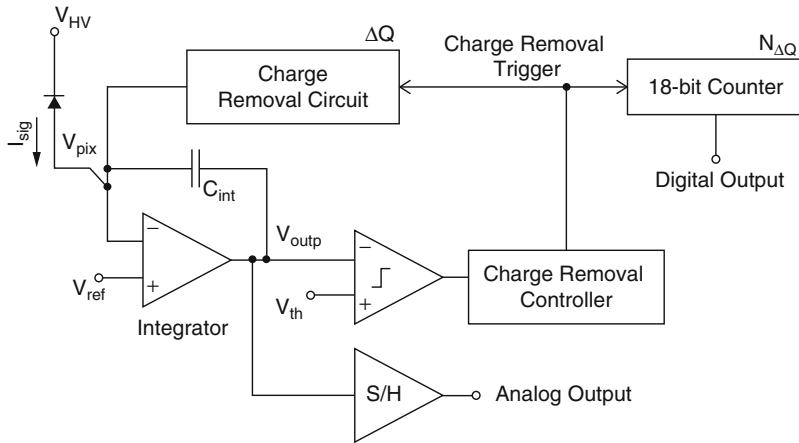 V_HV
ΔQ
Charge
Removal Circuit
Charge Removal
Trigger
N_ΔQ
18-bit Counter
Digital Output
I_sig
V_pix
C_int
−
+
V_ref
Integrator
V_outp
−
+
V_th
Charge Removal
Controller
S/H
Analog Output